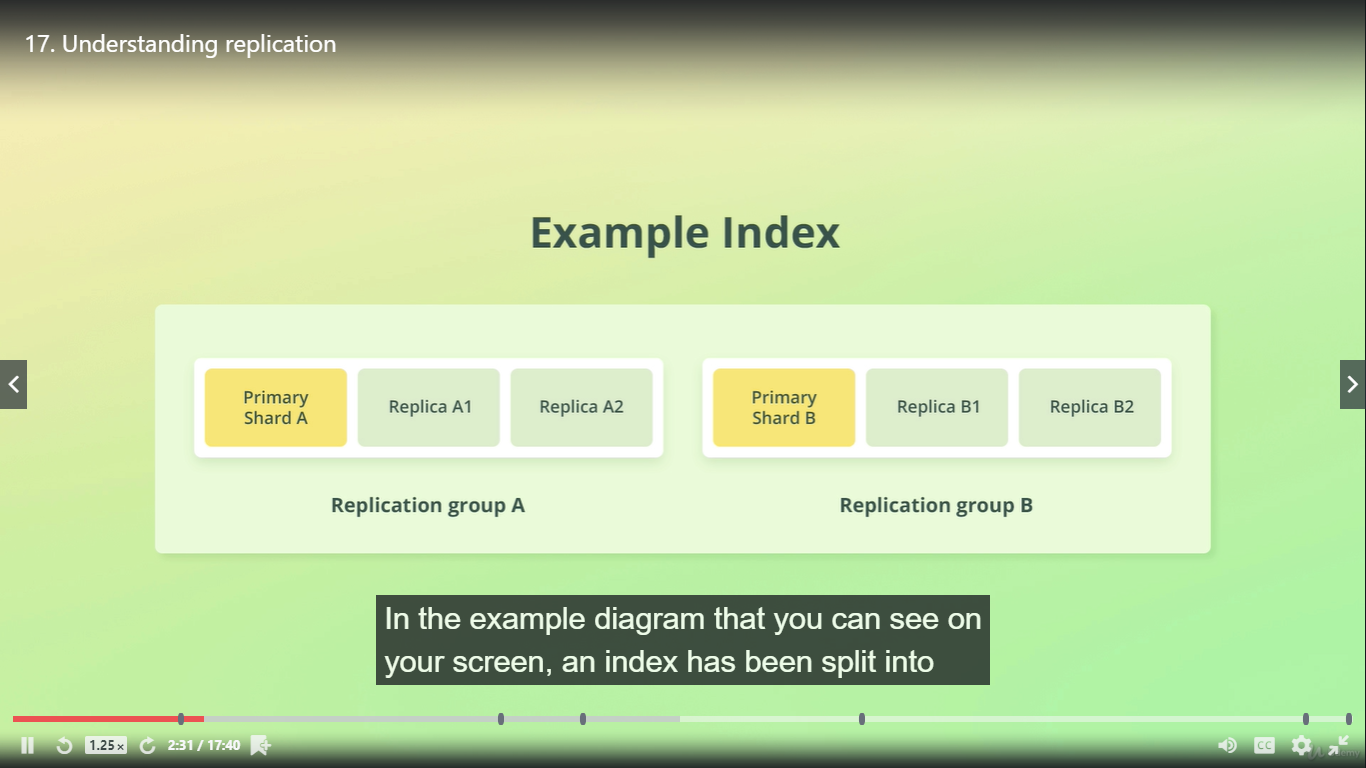 17. Understanding replication
Example Index
Primary
Shard A
Replica A1
Replica A2
Primary
Shard B
Replica B1
Replica B2
Replication group A
Replication group B
In the example diagram that you can see on
your screen, an index has been split into
1.25x
2:31 / 17:40
CC